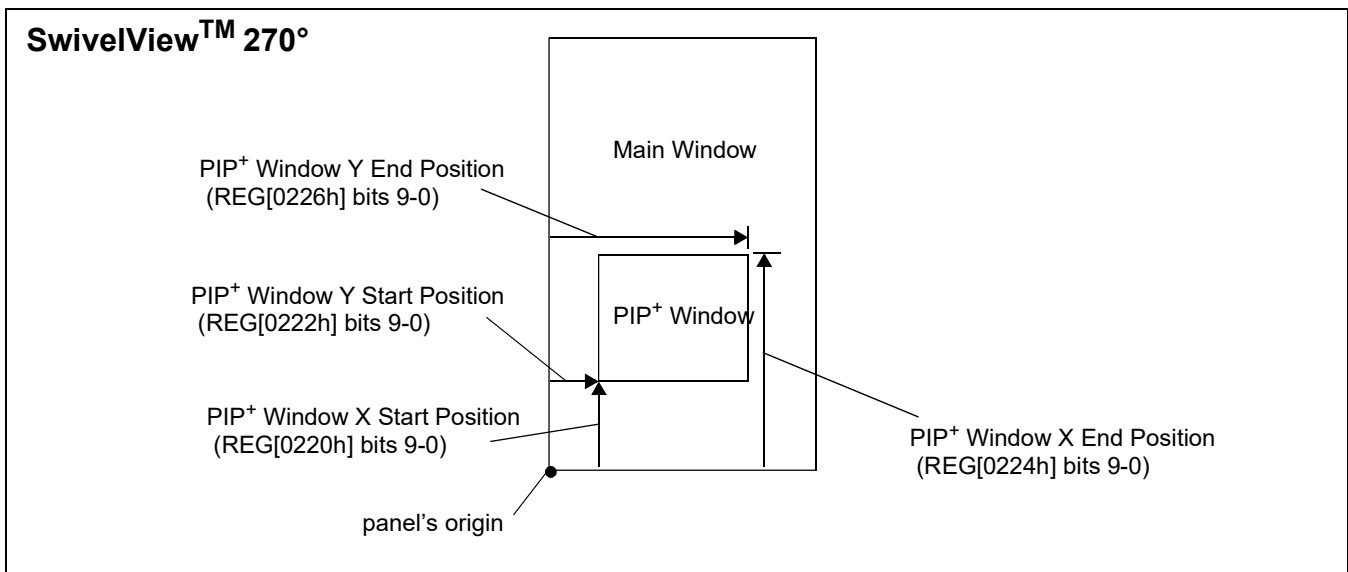 SwivelViewTM 270°
Main Window
PIP+ Window Y End Position
(REG[0226h] bits 9-0)
PIP+ Window Y Start Position
(REG[0222h] bits 9-0)
PIP+ Window
PIP+ Window X Start Position
(REG[0220h] bits 9-0)
PIP+ Window X End Position
(REG[0224h] bits 9-0)
panel's origin